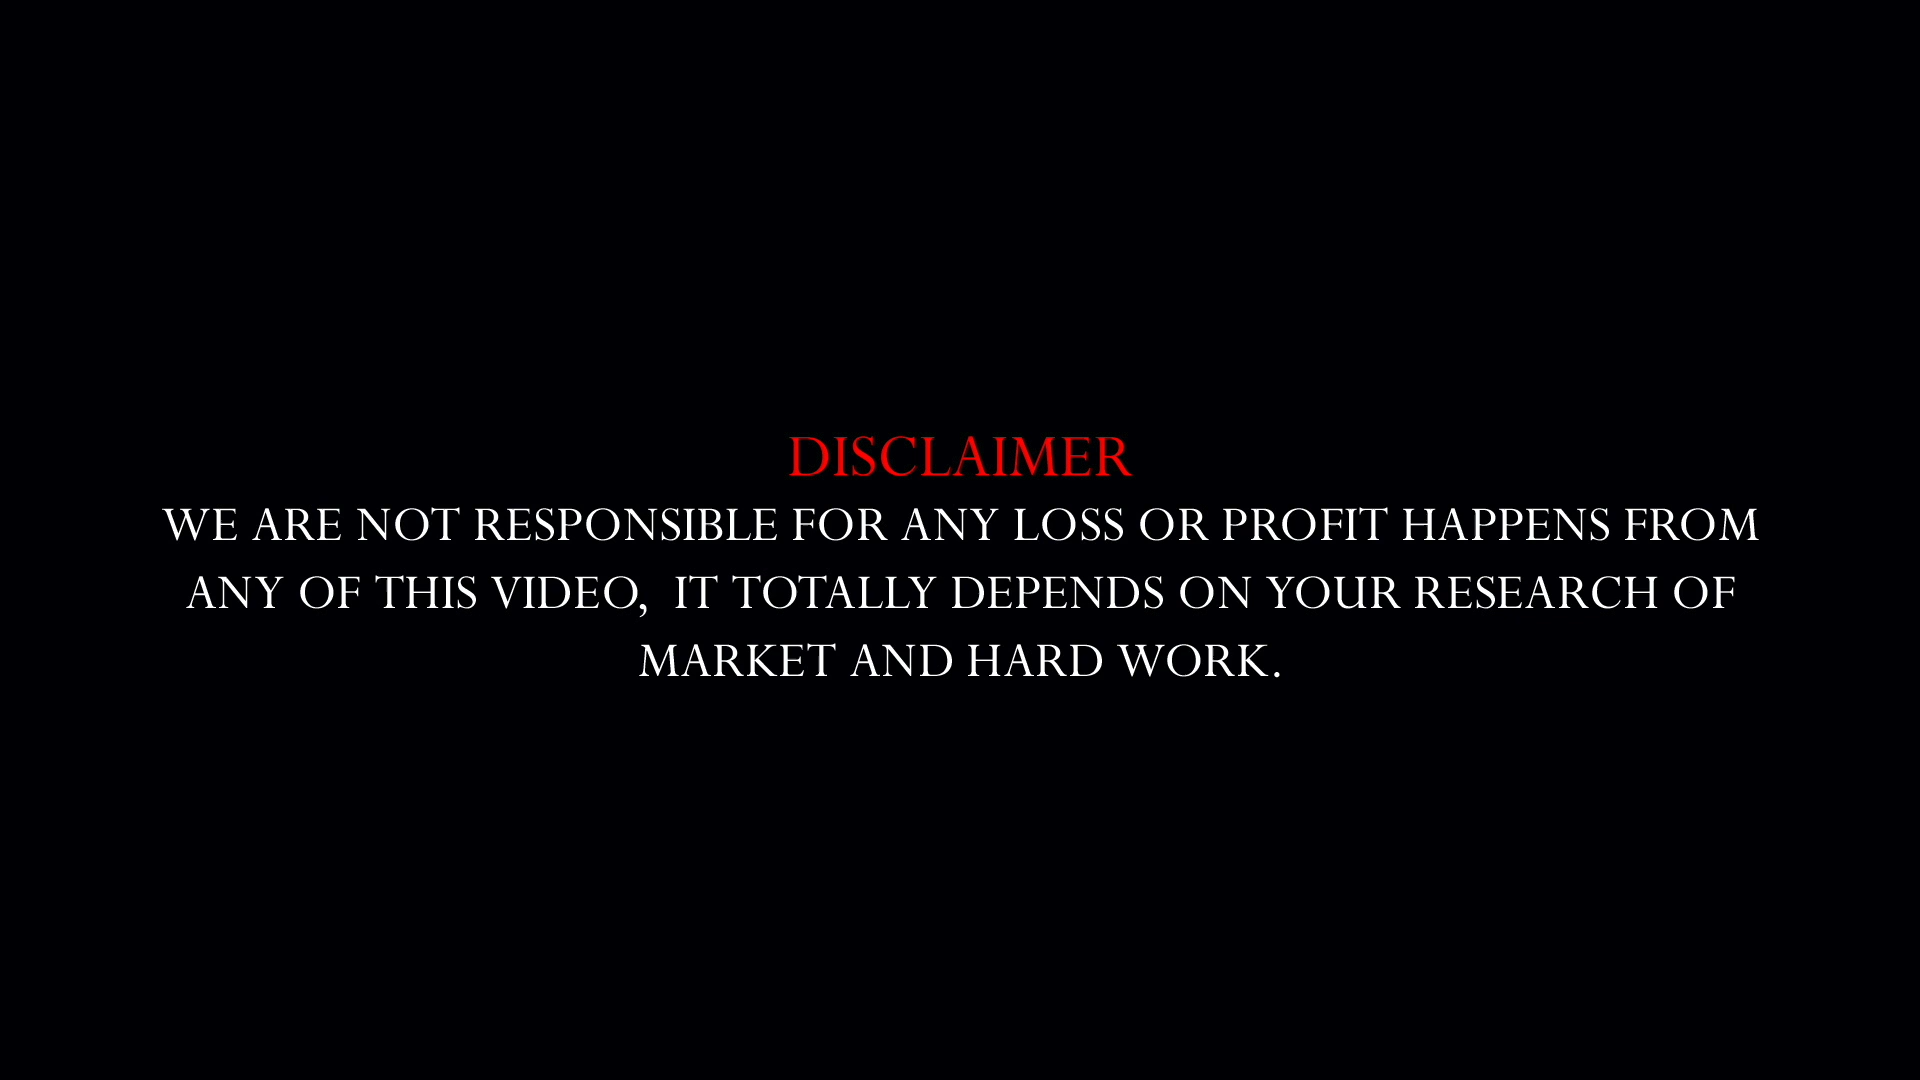 DISCLAIMER
WE ARE NOT RESPONSIBLE FOR ANY LOSS OR PROFIT HAPPENS FROM
ANY OF THIS VIDEO,  IT TOTALLY DEPENDS ON YOUR RESEARCH OF
MARKET AND HARD WORK.